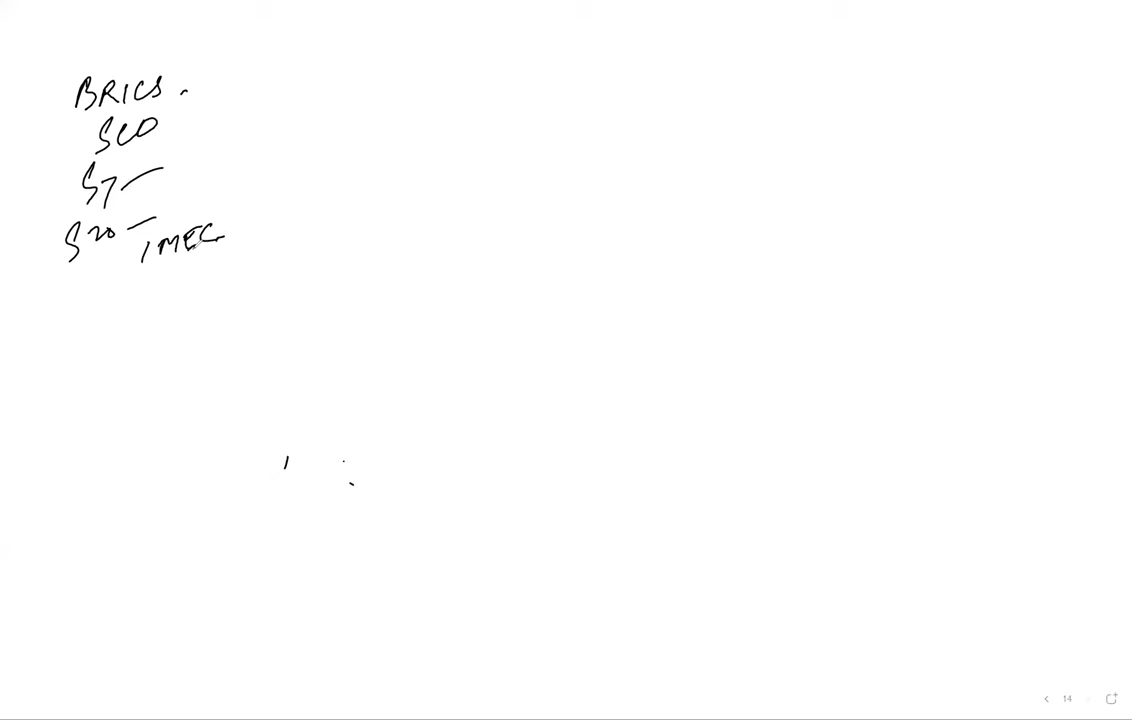 BRICS.
SCO
G7 —
G20 —
IMEC
14